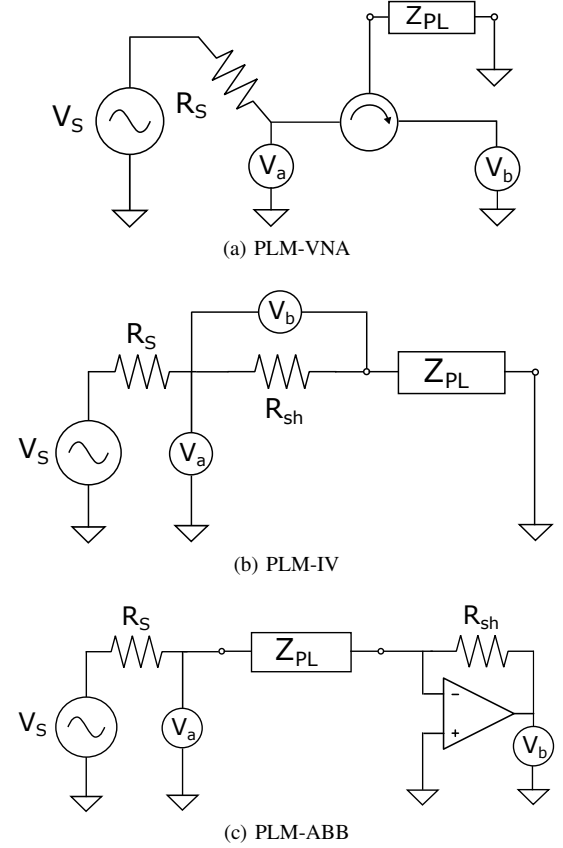 Z_PL
R_S
V_S
V_a
V_b
(a) PLM-VNA
V_b
R_S
R_sh
Z_PL
V_S
V_a
(b) PLM-IV
R_S
R_sh
Z_PL
V_S
V_a
-
+
V_b
(c) PLM-ABB